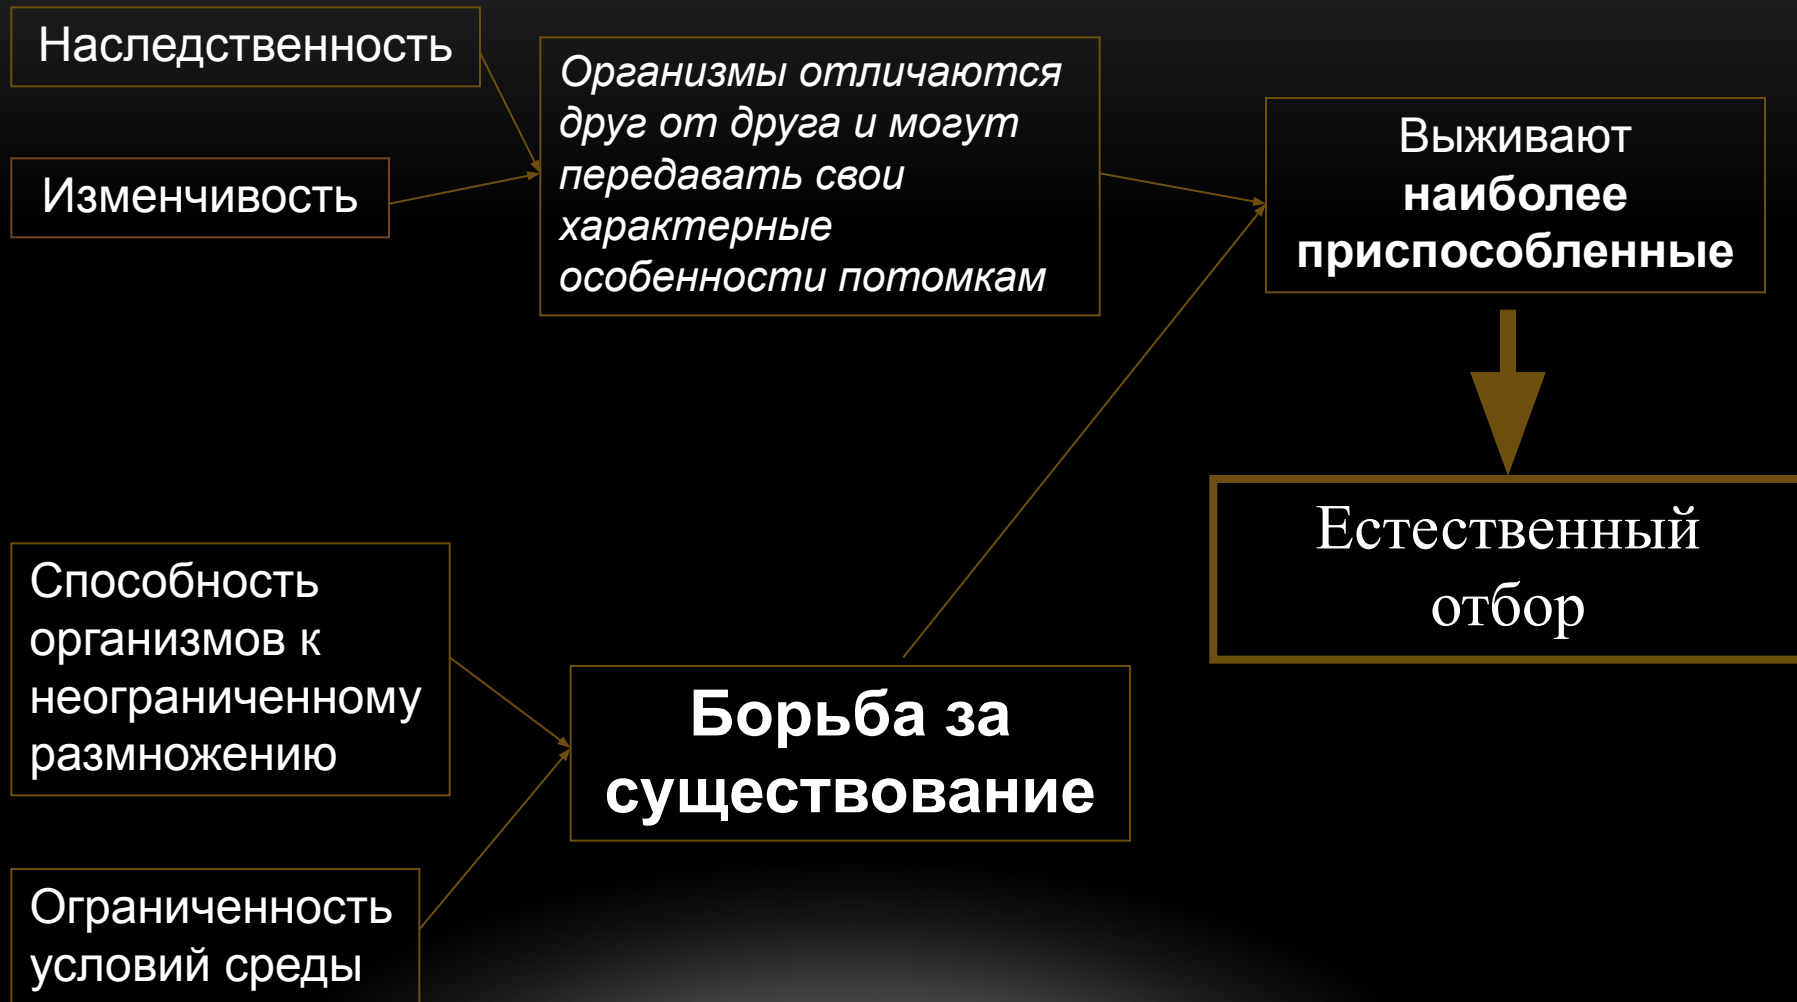 Наследственность
Изменчивость
Организмы отличаются
друг от друга и могут
передавать свои
характерные
особенности потомкам
Выживают
наиболее
приспособленные
Естественный
отбор
Способность
организмов к
неограниченному
размножению
Борьба за
существование
Ограниченность
условий среды